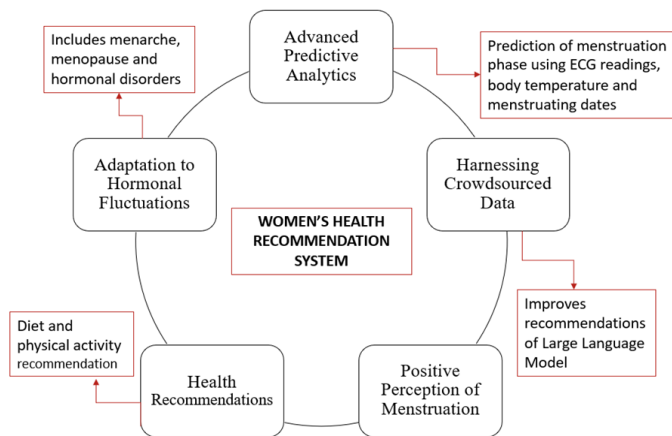 Includes menarche,
menopause and
hormonal disorders
Advanced
Predictive
Analytics
Prediction of menstruation
phase using ECG readings,
body temperature and
menstruating dates
Adaptation to
Hormonal
Fluctuations
Harnessing
Crowdsourced
Data
WOMEN'S HEALTH
RECOMMENDATION
SYSTEM
Diet and
physical activity
recommendation
Health
Recommendations
Positive
Perception of
Menstruation
Improves
recommendations
of Large Language
Model